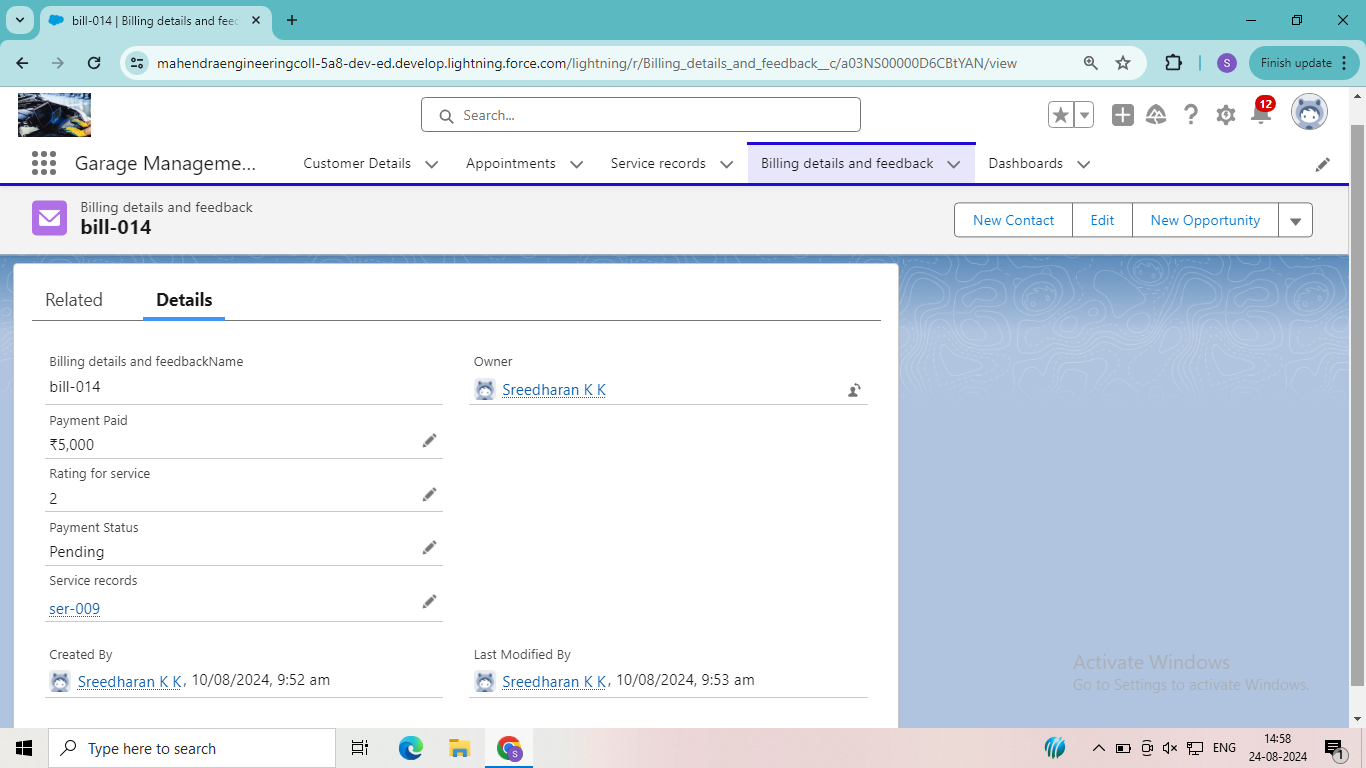 bill-014 | Billing details and feed
mahendraengineeringcoll-5a8-dev-ed.develop.lightning.force.com/lightning/r/Billing_details_and_feedback__c/a03NS00000D6CBtYAN/view
S
Finish update
Search...
12
Garage Manageme...
Customer Details
Appointments
Service records
Billing details and feedback
Dashboards
Billing details and feedback
bill-014
New Contact
Edit
New Opportunity
Related
Details
Billing details and feedbackName
bill-014
Owner
Sreedharan K K
Payment Paid
₹5,000
Rating for service
2
Payment Status
Pending
Service records
ser-009
Created By
Sreedharan K K, 10/08/2024, 9:52 am
Last Modified By
Sreedharan K K, 10/08/2024, 9:53 am
Activate Windows
Go to Settings to activate Windows.
Type here to search
S
ENG
14:58
24-08-2024
1